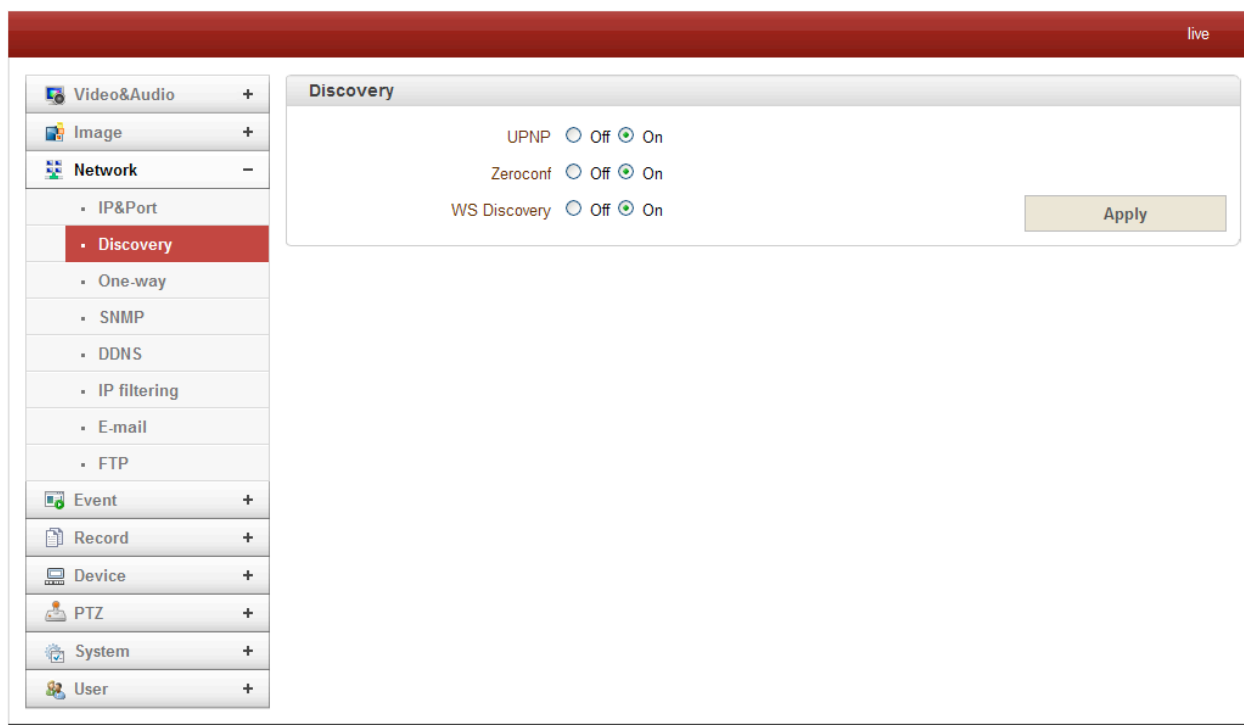 live
Video&Audio +
Image +
Network −
IP&Port
Discovery
One-way
SNMP
DDNS
IP filtering
E-mail
FTP
Event +
Record +
Device +
PTZ +
System +
User +
Discovery
UPNP Off On
Zeroconf Off On
WS Discovery Off On
Apply